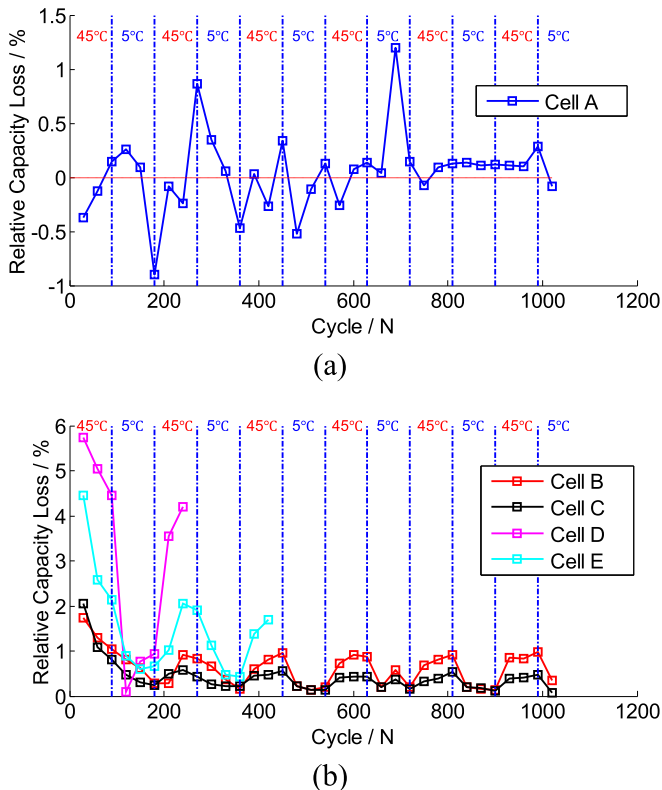 45℃ 5℃ 45℃ 5℃ 45℃ 5℃ 45℃ 5℃ 45℃ 5℃ 45℃ 5℃
1.5
1
0.5
0
-0.5
-1
Relative Capacity Loss / %
Cell A
0 200 400 600 800 1000 1200
Cycle / N
(a)
45℃ 5℃ 45℃ 5℃ 45℃ 5℃ 45℃ 5℃ 45℃ 5℃ 45℃ 5℃
6
5
4
3
2
1
0
Relative Capacity Loss / %
Cell B
Cell C
Cell D
Cell E
0 200 400 600 800 1000 1200
Cycle / N
(b)